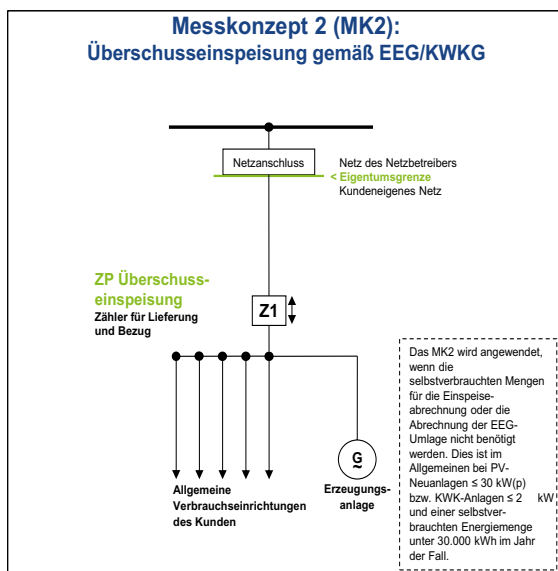 Messkonzept 2 (MK2):
Überschusseinspeisung gemäß EEG/KWKG
Netzanschluss
Netz des Netzbetreibers
< Eigentumsgrenze
Kundeneigenes Netz
ZP Überschuss-
einspeisung
Zähler für Lieferung
und Bezug
Z1
Das MK2 wird angewendet,
wenn die
selbstverbrauchten Mengen
für die Einspeise-
abrechnung oder die
Abrechnung der EEG-
Umlage nicht benötigt
werden. Dies ist im
Allgemeinen bei PV-
Neuanlagen ≤ 30 kW(p)
bzw. KWK-Anlagen ≤ 2 kW
und einer selbstver-
brauchten Energiemenge
unter 30.000 kWh im Jahr
der Fall.
G
~
Allgemeine
Verbrauchseinrichtungen
des Kunden
Erzeugungs-
anlage